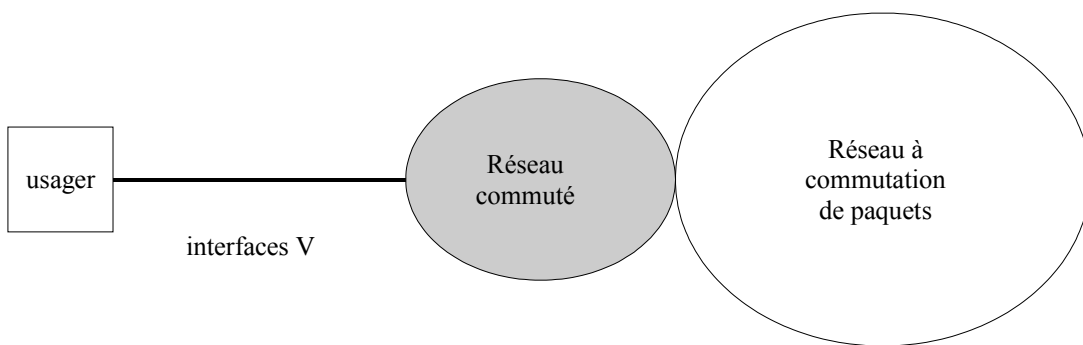 usager
interfaces V
Réseau
commuté
Réseau à
commutation
de paquets